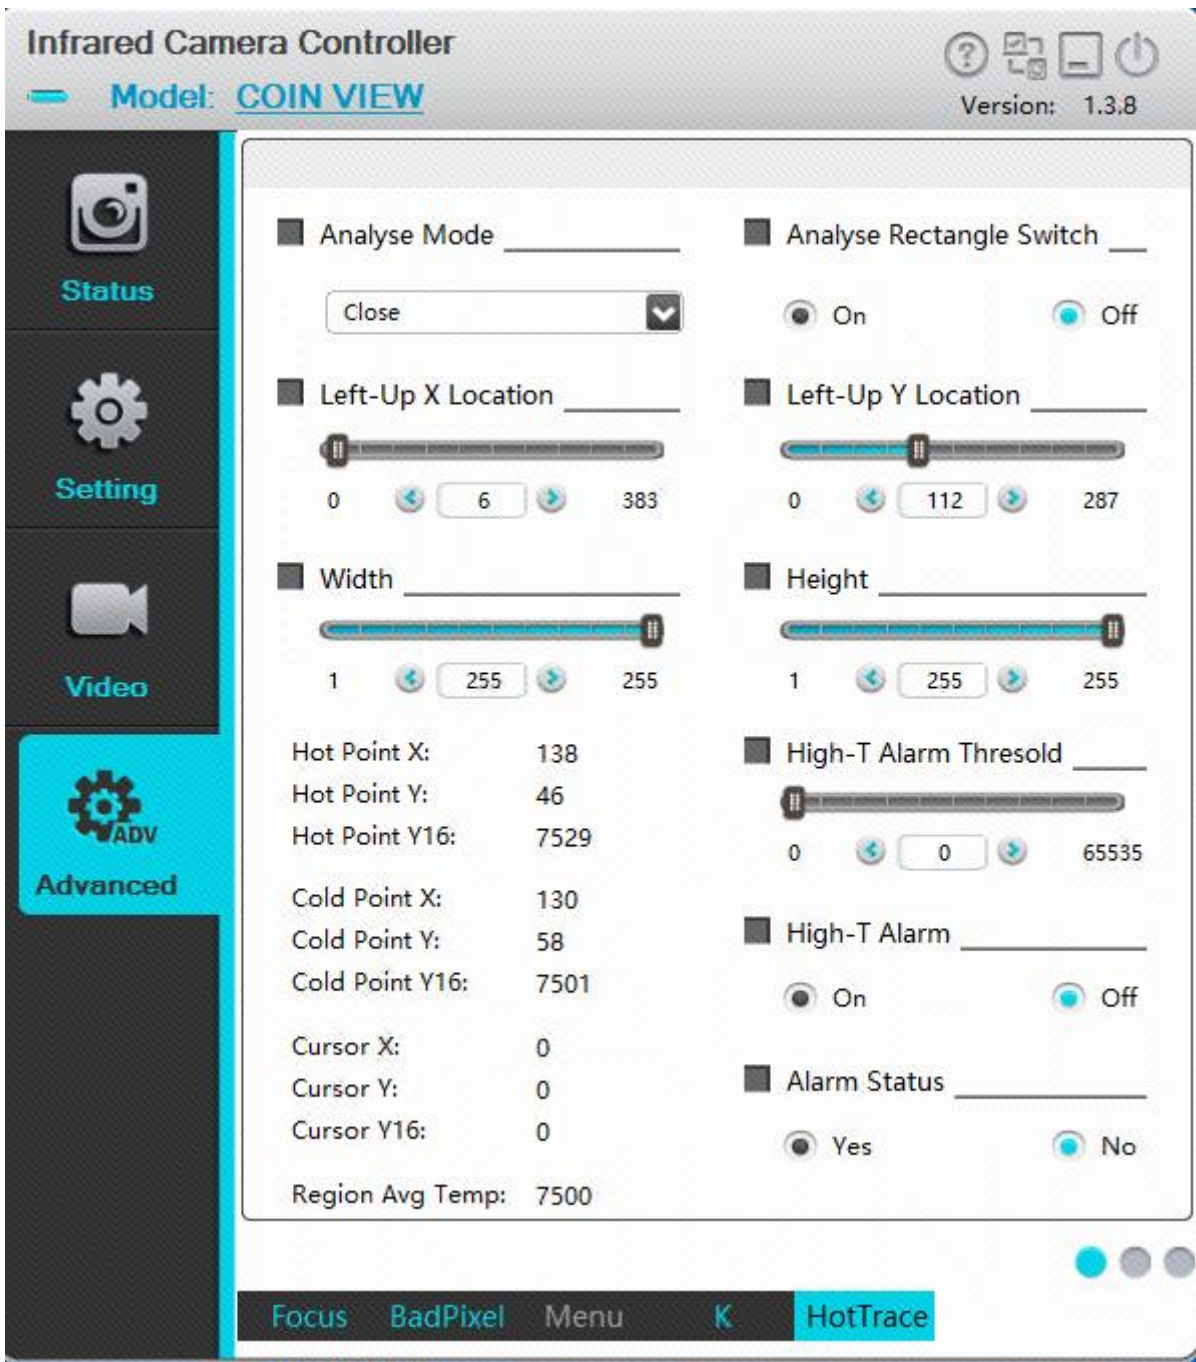 Infrared Camera Controller
Model: COIN VIEW
Version: 1.3.8
Status
Setting
Video
ADV
Advanced
Analyse Mode
Close
Analyse Rectangle Switch
On Off
Left-Up X Location
0 6 383
Left-Up Y Location
0 112 287
Width
1 255 255
Height
1 255 255
Hot Point X: 138
Hot Point Y: 46
Hot Point Y16: 7529
Cold Point X: 130
Cold Point Y: 58
Cold Point Y16: 7501
Cursor X: 0
Cursor Y: 0
Cursor Y16: 0
Region Avg Temp: 7500
High-T Alarm Thresold
0 0 65535
High-T Alarm
On Off
Alarm Status
Yes No
Focus BadPixel Menu K HotTrace